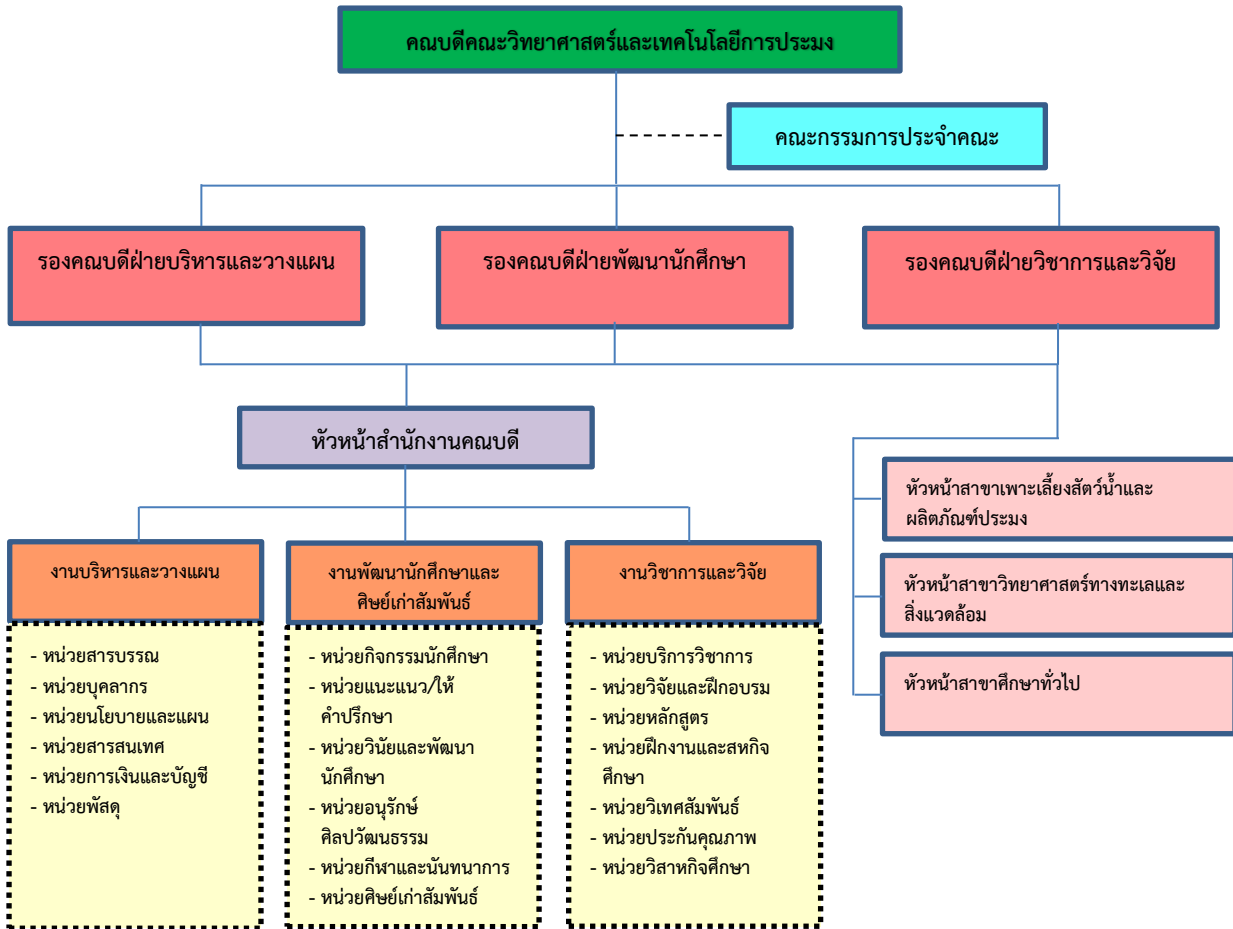 คณบดีคณะวิทยาศาสตร์และเทคโนโลยีการประมง
คณะกรรมการประจำคณะ
รองคณบดีฝ่ายบริหารและวางแผน
รองคณบดีฝ่ายพัฒนานักศึกษา
รองคณบดีฝ่ายวิชาการและวิจัย
หัวหน้าสำนักงานคณบดี
หัวหน้าสาขาเพาะเลี้ยงสัตว์น้ำและ
ผลิตภัณฑ์ประมง
หัวหน้าสาขาวิทยาศาสตร์ทางทะเลและ
สิ่งแวดล้อม
หัวหน้าสาขาศึกษาทั่วไป
งานบริหารและวางแผน
- หน่วยสารบรรณ
- หน่วยบุคลากร
- หน่วยนโยบายและแผน
- หน่วยสารสนเทศ
- หน่วยการเงินและบัญชี
- หน่วยพัสดุ
งานพัฒนานักศึกษาและ
ศิษย์เก่าสัมพันธ์
- หน่วยกิจกรรมนักศึกษา
- หน่วยแนะแนว/ให้
คำปรึกษา
- หน่วยวินัยและพัฒนา
นักศึกษา
- หน่วยอนุรักษ์
ศิลปวัฒนธรรม
- หน่วยกีฬาและนันทนาการ
- หน่วยศิษย์เก่าสัมพันธ์
งานวิชาการและวิจัย
- หน่วยบริการวิชาการ
- หน่วยวิจัยและฝึกอบรม
- หน่วยหลักสูตร
- หน่วยฝึกงานและสหกิจ
ศึกษา
- หน่วยวิเทศสัมพันธ์
- หน่วยประกันคุณภาพ
- หน่วยวิสาหกิจศึกษา